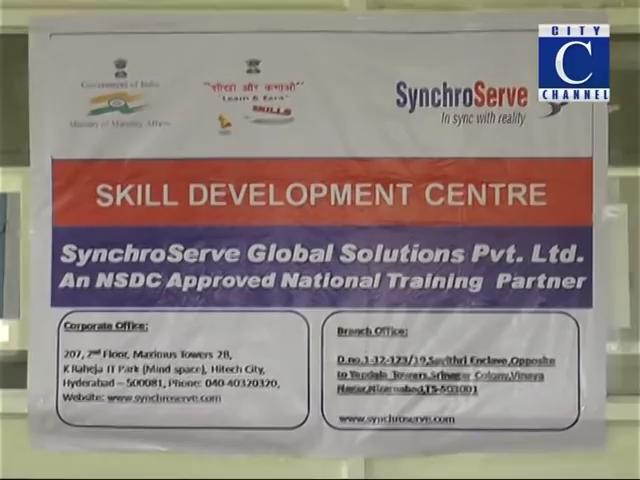 CITY
C
CHANNEL
Government of India
Ministry of Minority Affairs
"सीखो और कमाओ"
"Learn & Earn"
SKILLS
SynchroServe
In sync with reality
SKILL DEVELOPMENT CENTRE
SynchroServe Global Solutions Pvt. Ltd.
An NSDC Approved National Training Partner
Corporate Office:
207, 2nd Floor, Maximus Towers 2B,
K Raheja IT Park (Mind space), Hitech City,
Hyderabad – 500081, Phone: 040-40320320,
Website: www.synchroserve.com
Branch Office:
D.no,1-12-123/19,Savithri Enclave,Opposite
to Towers,Srinagar Colony,Vinaya
Nagar,Nizamabad,TS-503001
www.synchroserve.com